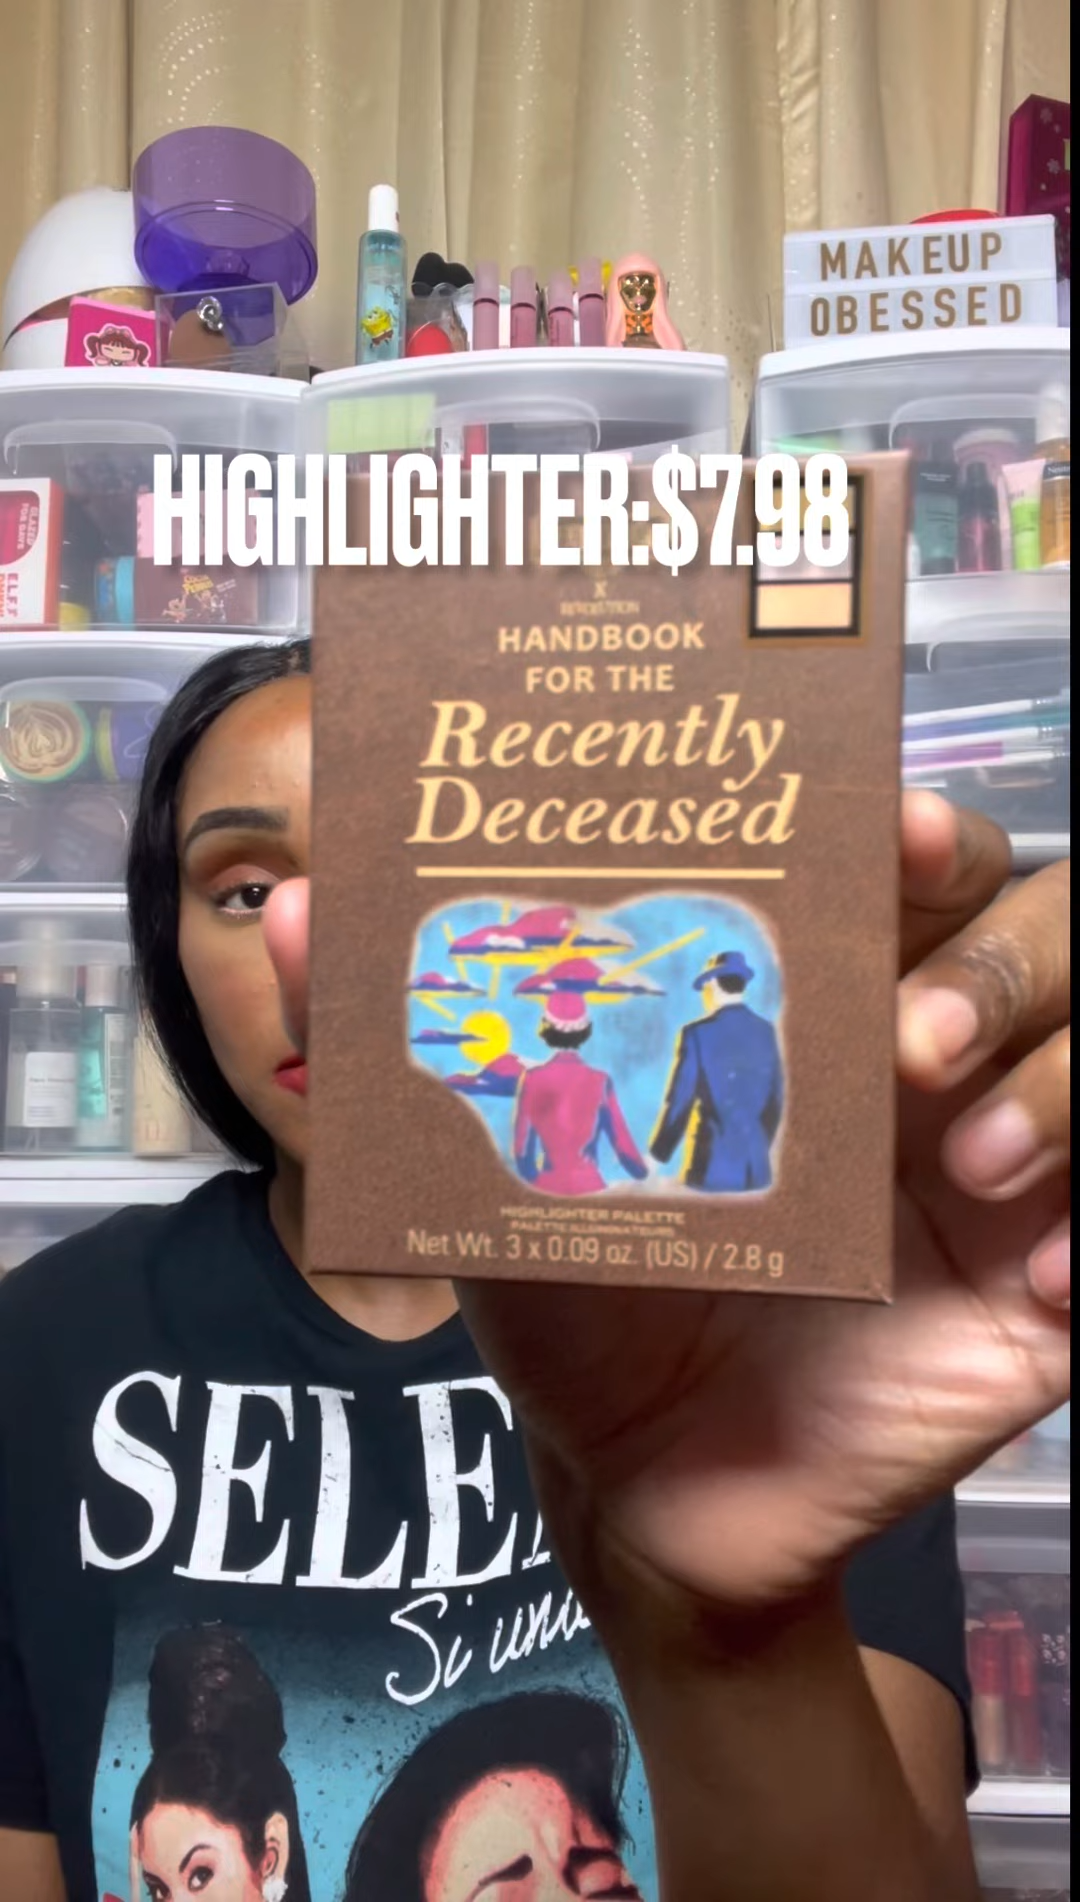 MAKEUP
OBESSED
HIGHLIGHTER:$7.98
X
REVOLUTION
HANDBOOK
FOR THE
Recently
Deceased
HIGHLIGHTER PALETTE
PALETTE ILLUMINATEURS
Net Wt. 3 x 0.09 oz. (US) / 2.8 g
SELE
Si una